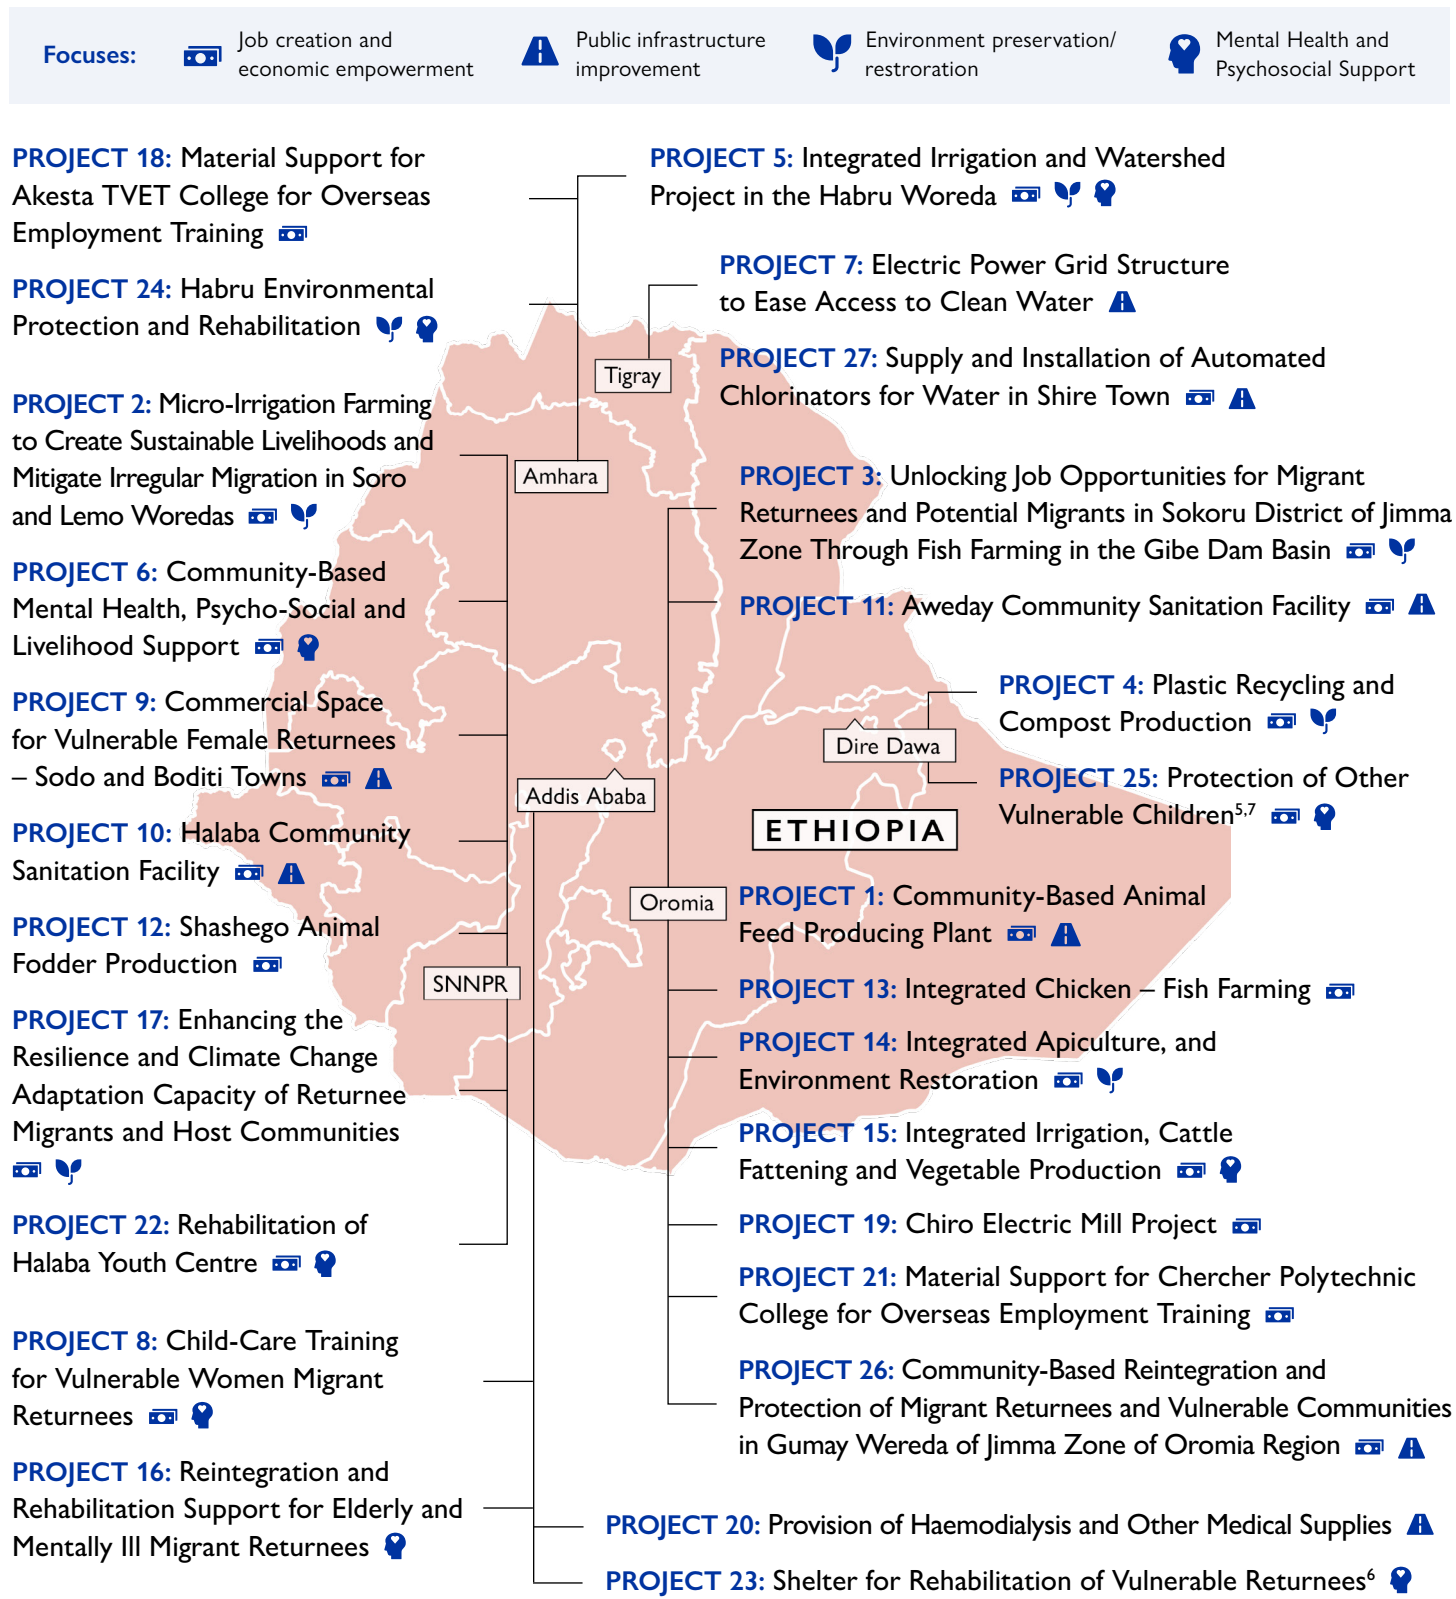 Focuses:
Job creation and
economic empowerment
Public infrastructure
improvement
Environment preservation/
restroration
Mental Health and
Psychosocial Support
PROJECT 18: Material Support for
Akesta TVET College for Overseas
Employment Training
PROJECT 24: Habru Environmental
Protection and Rehabilitation
PROJECT 2: Micro-Irrigation Farming
to Create Sustainable Livelihoods and
Mitigate Irregular Migration in Soro
and Lemo Woredas
PROJECT 6: Community-Based
Mental Health, Psycho-Social and
Livelihood Support
PROJECT 9: Commercial Space
for Vulnerable Female Returnees
– Sodo and Boditi Towns
PROJECT 10: Halaba Community
Sanitation Facility
PROJECT 12: Shashego Animal
Fodder Production
PROJECT 17: Enhancing the
Resilience and Climate Change
Adaptation Capacity of Returnee
Migrants and Host Communities
PROJECT 22: Rehabilitation of
Halaba Youth Centre
PROJECT 8: Child-Care Training
for Vulnerable Women Migrant
Returnees
PROJECT 16: Reintegration and
Rehabilitation Support for Elderly and
Mentally Ill Migrant Returnees
Tigray
Amhara
Addis Ababa
Dire Dawa
ETHIOPIA
Oromia
SNNPR
PROJECT 5: Integrated Irrigation and Watershed
Project in the Habru Woreda
PROJECT 7: Electric Power Grid Structure
to Ease Access to Clean Water
PROJECT 27: Supply and Installation of Automated
Chlorinators for Water in Shire Town
PROJECT 3: Unlocking Job Opportunities for Migrant
Returnees and Potential Migrants in Sokoru District of Jimma
Zone Through Fish Farming in the Gibe Dam Basin
PROJECT 11: Aweday Community Sanitation Facility
PROJECT 4: Plastic Recycling and
Compost Production
PROJECT 25: Protection of Other
Vulnerable Children5,7
PROJECT 1: Community-Based Animal
Feed Producing Plant
PROJECT 13: Integrated Chicken – Fish Farming
PROJECT 14: Integrated Apiculture, and
Environment Restoration
PROJECT 15: Integrated Irrigation, Cattle
Fattening and Vegetable Production
PROJECT 19: Chiro Electric Mill Project
PROJECT 21: Material Support for Chercher Polytechnic
College for Overseas Employment Training
PROJECT 26: Community-Based Reintegration and
Protection of Migrant Returnees and Vulnerable Communities
in Gumay Wereda of Jimma Zone of Oromia Region
PROJECT 20: Provision of Haemodialysis and Other Medical Supplies
PROJECT 23: Shelter for Rehabilitation of Vulnerable Returnees6